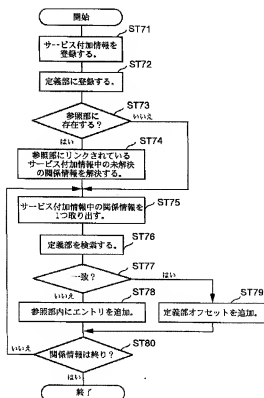 開始
ST71
サービス付加情報を
登録する。
ST72
定義部に登録する。
ST73
参照部に
存在する?
いいえ
はい
ST74
参照部にリンクされている
サービス付加情報中の未解決
の関係情報を解決する。
ST75
サービス付加情報中の関係情報を
1つ取り出す。
ST76
定義部を検索する。
ST77
一致?
はい
いいえ
ST78
ST79
参照部内にエントリを追加。
定義部オフセットを追加。
ST80
いいえ
関係情報は終り?
はい
終了